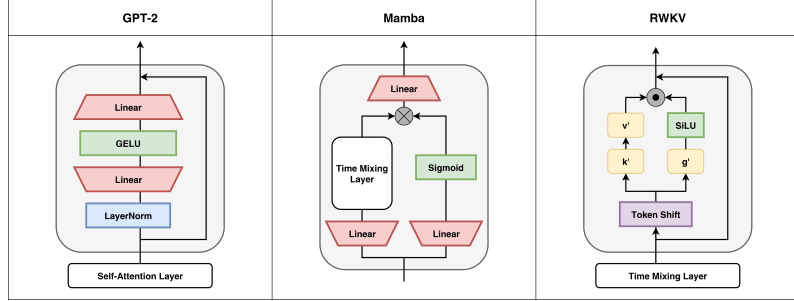 GPT-2
Linear
GELU
Linear
LayerNorm
Self-Attention Layer
Mamba
Linear
Time Mixing
Layer
Sigmoid
Linear
Linear
RWKV
v'
SiLU
k'
g'
Token Shift
Time Mixing Layer